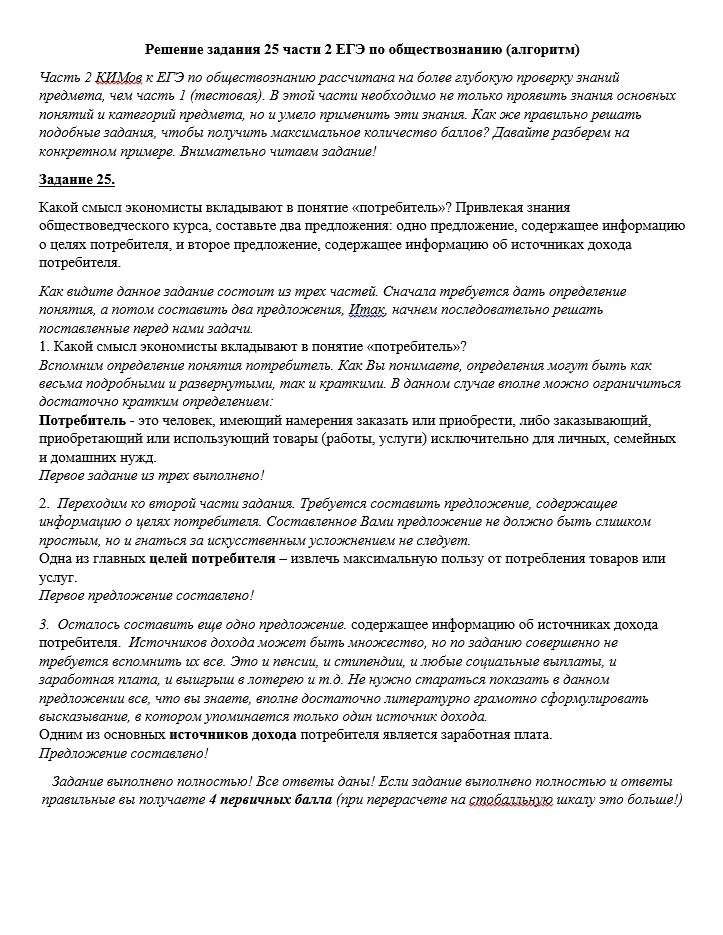 Решение задания 25 части 2 ЕГЭ по обществознанию (алгоритм)
Часть 2 КИМов к ЕГЭ по обществознанию рассчитана на более глубокую проверку знаний
предмета, чем часть 1 (тестовая). В этой части необходимо не только проявить знания основных
понятий и категорий предмета, но и умело применить эти знания. Как же правильно решать
подобные задания, чтобы получить максимальное количество баллов? Давайте разберем на
конкретном примере. Внимательно читаем задание!
Задание 25.
Какой смысл экономисты вкладывают в понятие «потребитель»? Привлекая знания
обществоведческого курса, составьте два предложения: одно предложение, содержащее информацию
о целях потребителя, и второе предложение, содержащее информацию об источниках дохода
потребителя.
Как видите данное задание состоит из трех частей. Сначала требуется дать определение
понятия, а потом составить два предложения, Итак, начнем последовательно решать
поставленные перед нами задачи.
1. Какой смысл экономисты вкладывают в понятие «потребитель»?
Вспомним определение понятия потребитель. Как Вы понимаете, определения могут быть как
весьма подробными и развернутыми, так и краткими. В данном случае вполне можно ограничиться
достаточно кратким определением:
Потребитель - это человек, имеющий намерения заказать или приобрести, либо заказывающий,
приобретающий или использующий товары (работы, услуги) исключительно для личных, семейных
и домашних нужд.
Первое задание из трех выполнено!
2. Переходим ко второй части задания. Требуется составить предложение, содержащее
информацию о целях потребителя. Составленное Вами предложение не должно быть слишком
простым, но и гнаться за искусственным усложнением не следует.
Одна из главных целей потребителя – извлечь максимальную пользу от потребления товаров или
услуг.
Первое предложение составлено!
3. Осталось составить еще одно предложение. содержащее информацию об источниках дохода
потребителя. Источников дохода может быть множество, но по заданию совершенно не
требуется вспомнить их все. Это и пенсии, и стипендии, и любые социальные выплаты, и
заработная плата, и выигрыш в лотерею и т.д. Не нужно стараться показать в данном
предложении все, что вы знаете, вполне достаточно литературно грамотно сформулировать
высказывание, в котором упоминается только один источник дохода.
Одним из основных источников дохода потребителя является заработная плата.
Предложение составлено!
Задание выполнено полностью! Все ответы даны! Если задание выполнено полностью и ответы
правильные вы получаете 4 первичных балла (при перерасчете на стобалльную шкалу это больше!)